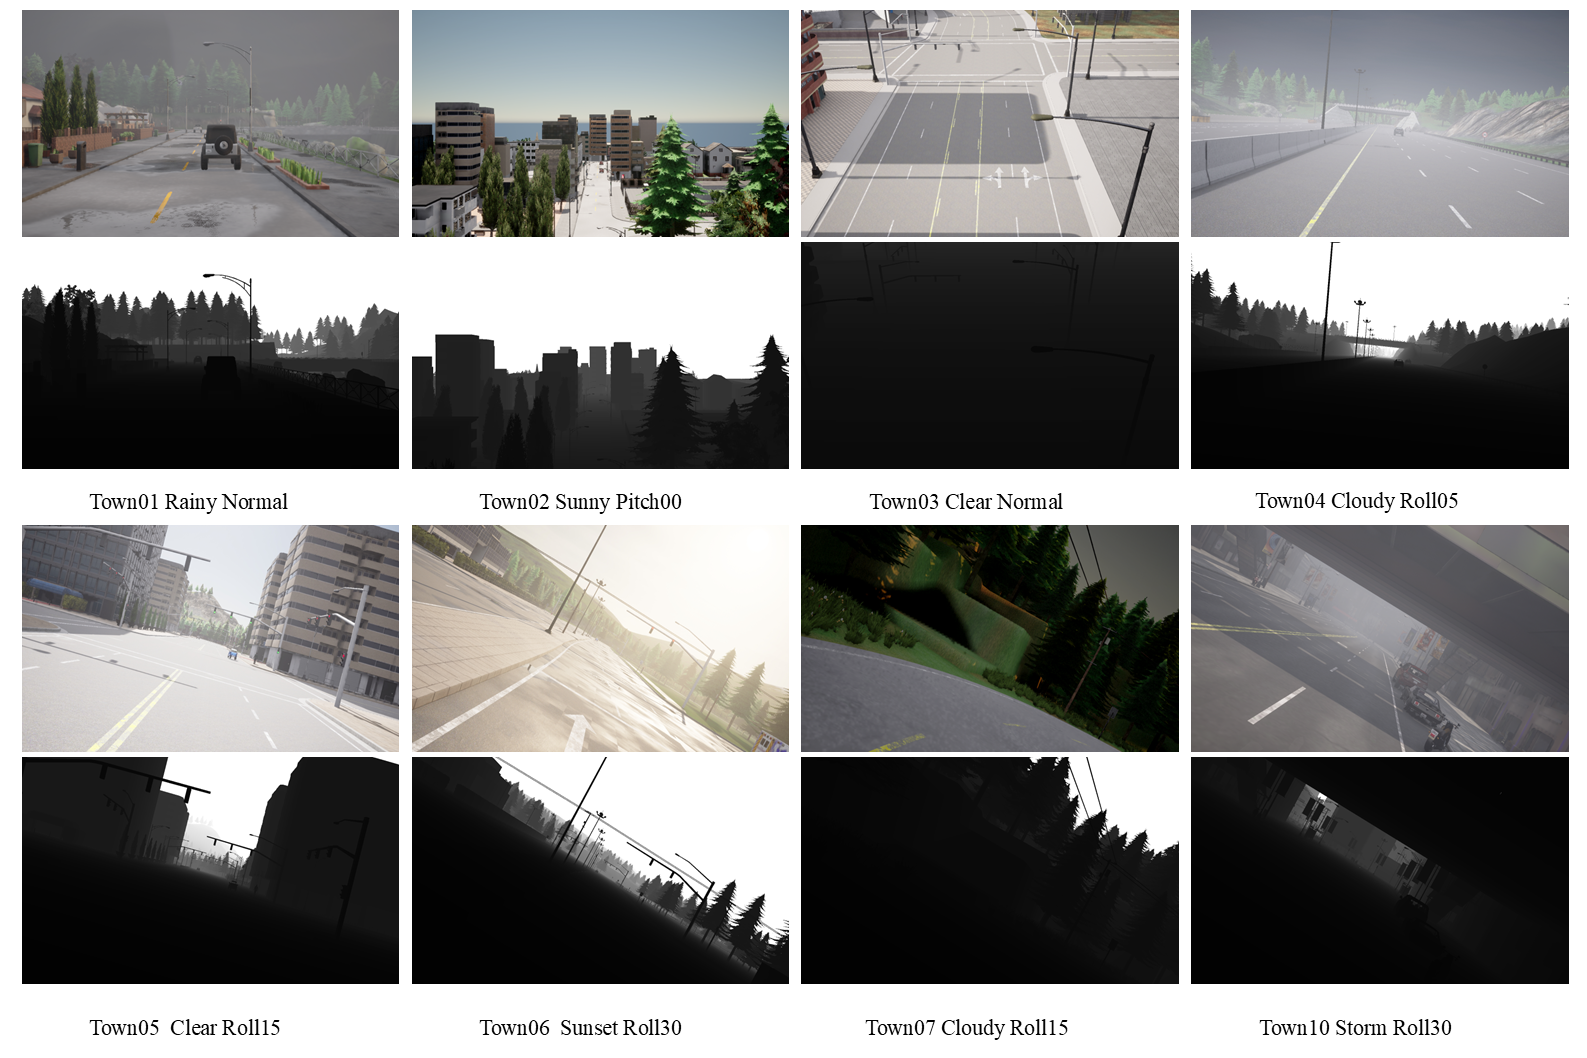 Town01 Rainy Normal
Town02 Sunny Pitch00
Town03 Clear Normal
Town04 Cloudy Roll05
Town05 Clear Roll15
Town06 Sunset Roll30
Town07 Cloudy Roll15
Town10 Storm Roll30